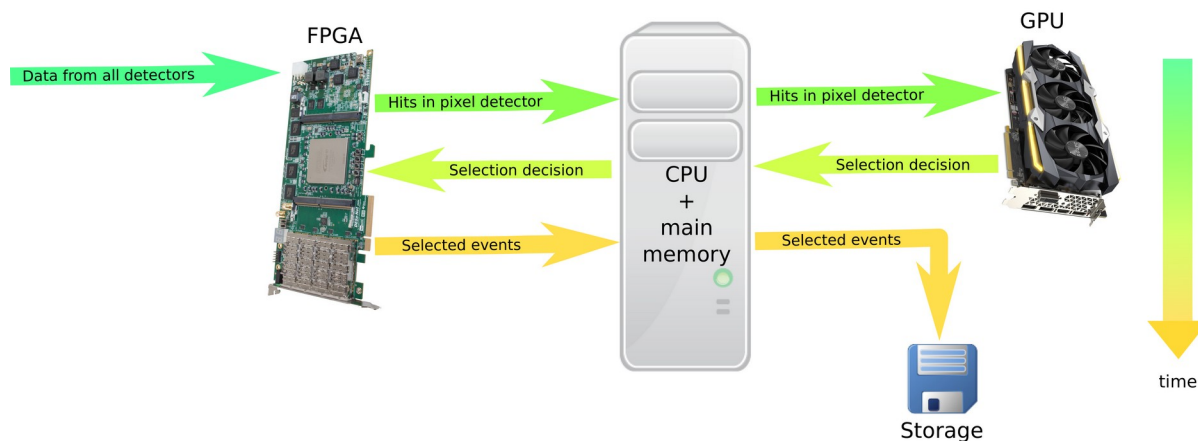 GPU
FPGA
Data from all detectors
Hits in pixel detector
Hits in pixel detector
Selection decision
Selection decision
CPU
+
main
memory
Selected events
Selected events
time
Storage